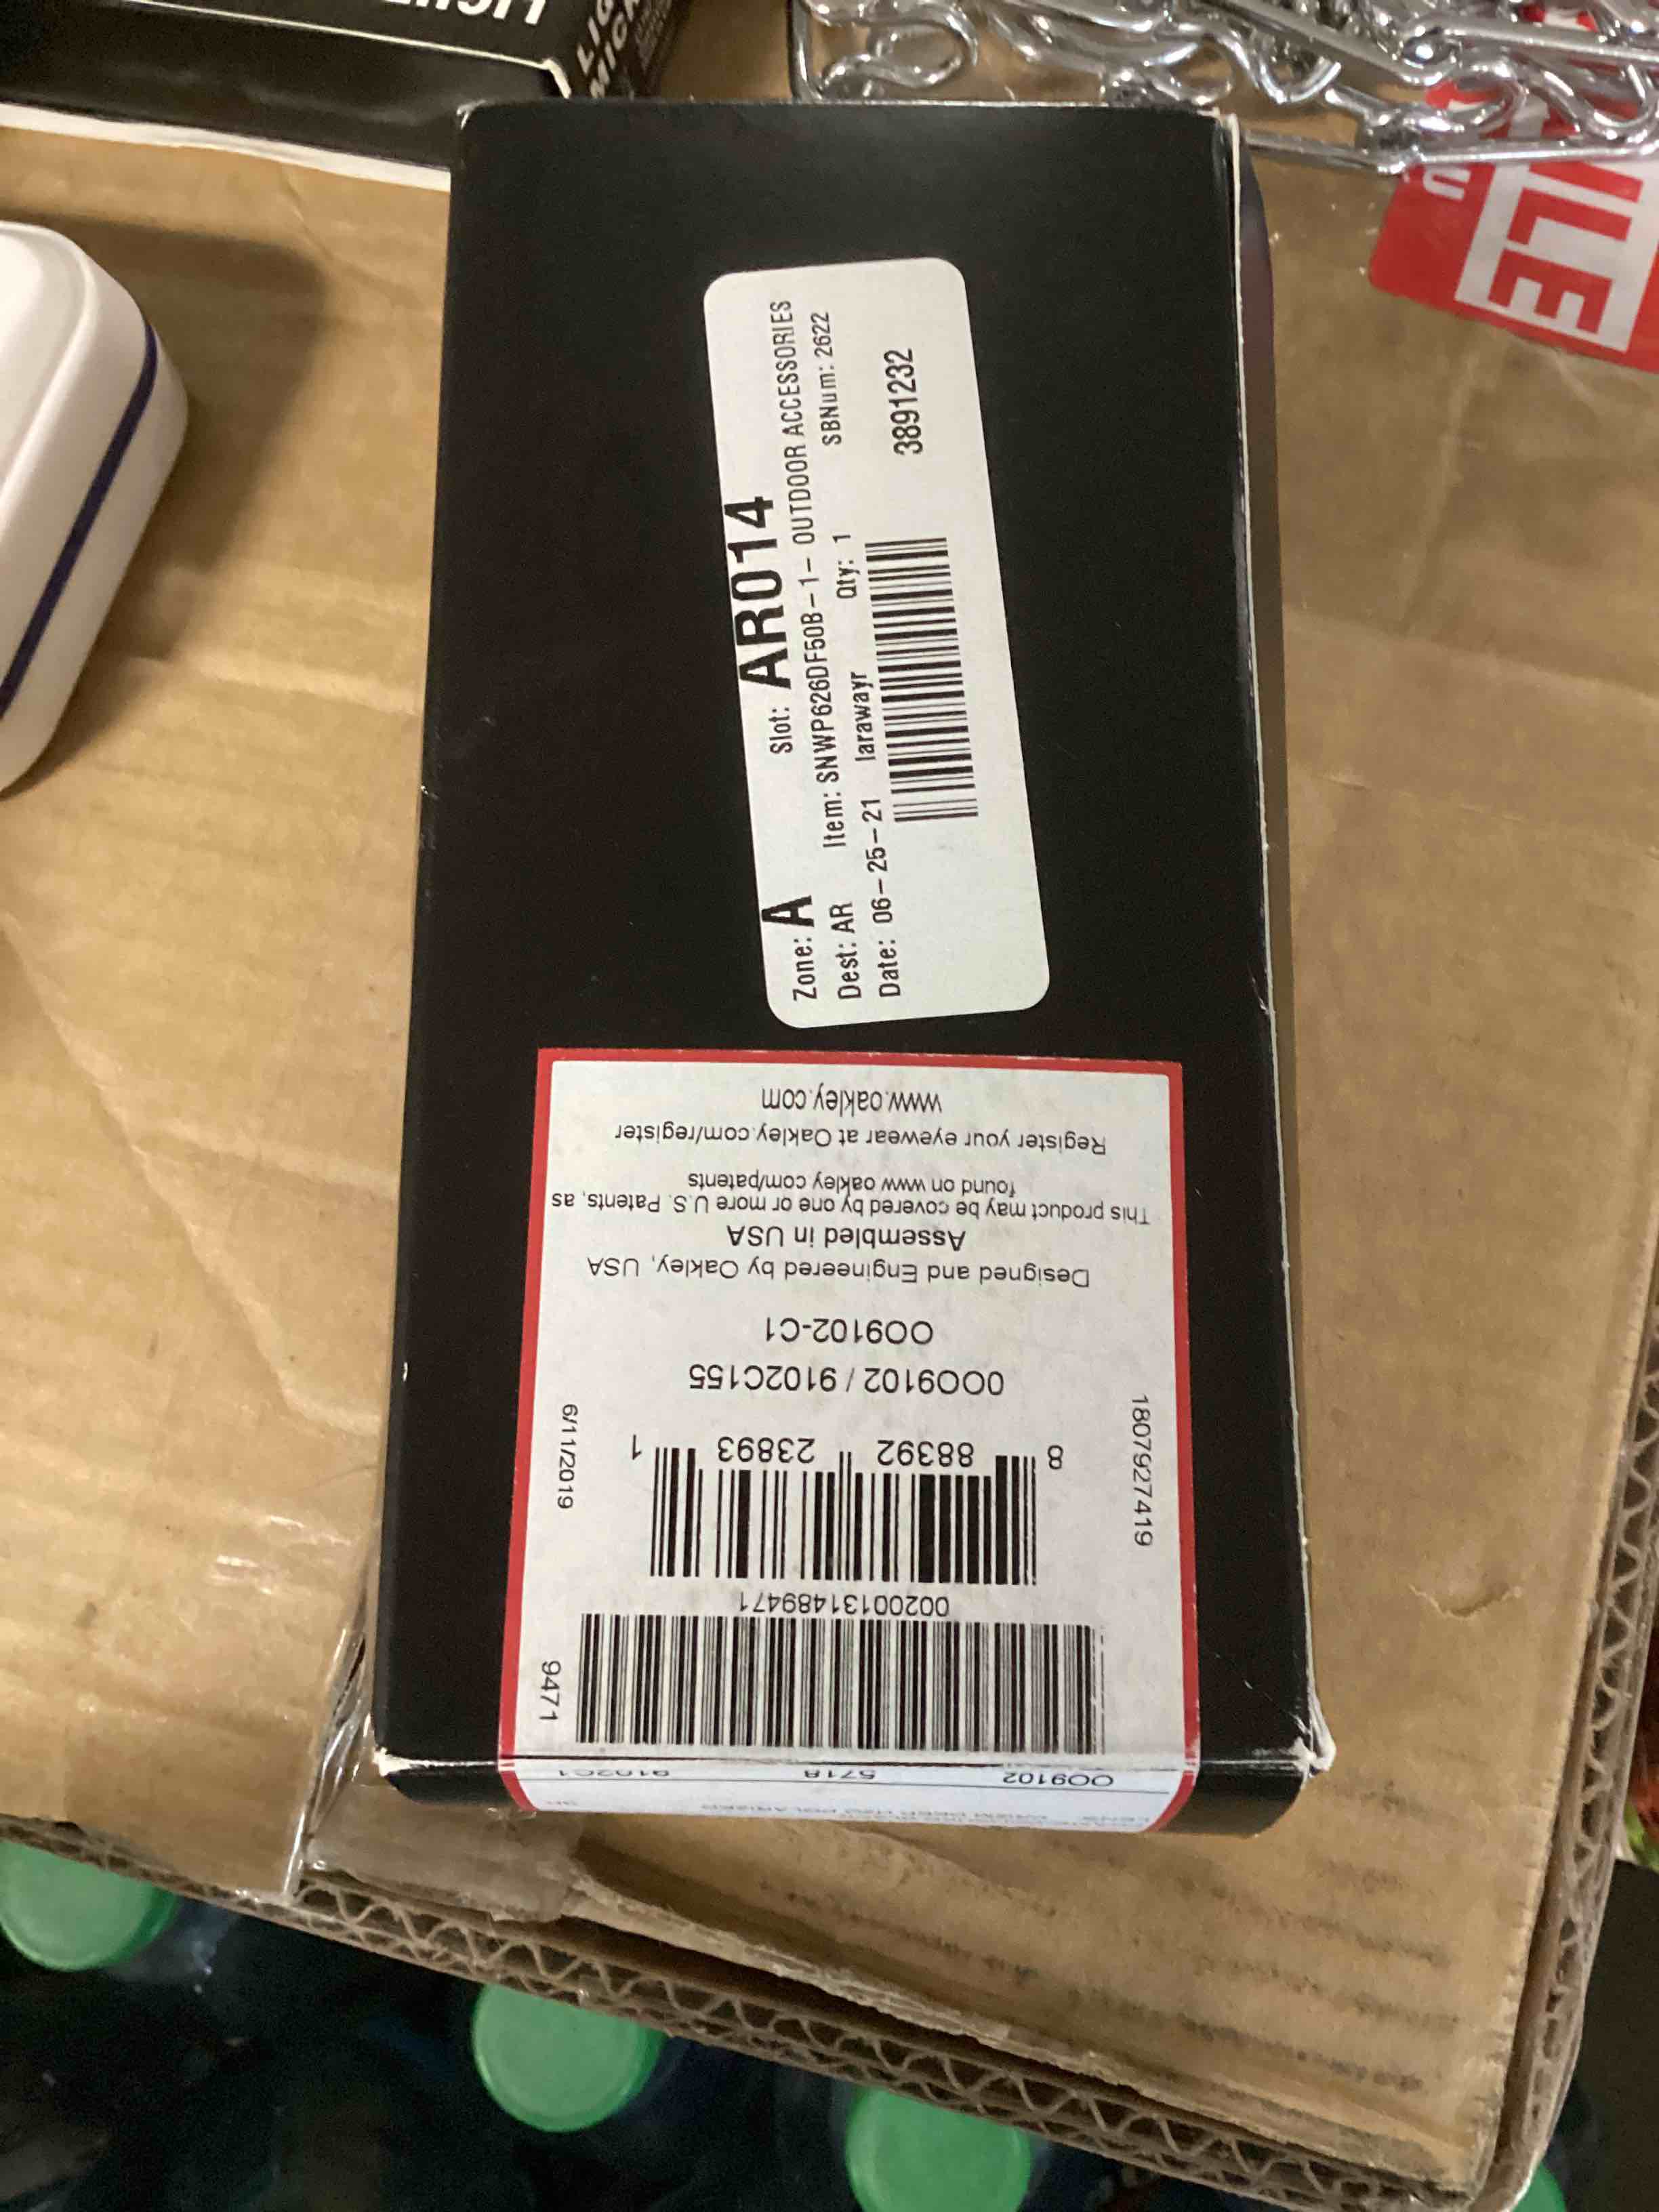 Zone: A Slot: AR014
Dest: AR Item: SNWP626DF50B-1- OUTDOOR ACCESSORIES
Date: 06-25-21 larawayr Qty: 1 SBNum: 2622
3891232
www.oakley.com
Register your eyewear at Oakley.com/register
This product may be covered by one or more U.S. Patents, as
found on www.oakley.com/patents
Assembled in USA
Designed and Engineered by Oakley, USA
OO9102-C1
0OO9102 / 9102C155
8 88392 23893 1
6/11/2019
1807927419
00200131489471
9471
OO9102 5718 9102C1
ILE